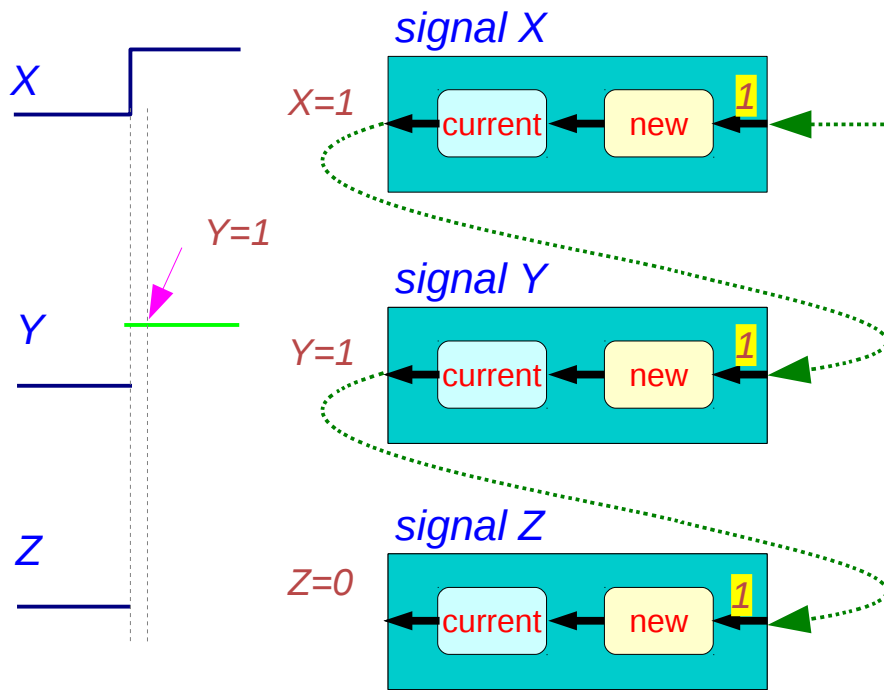 signal X
X
X=1
current
new
1
Y=1
signal Y
Y
Y=1
current
new
1
signal Z
Z
Z=0
current
new
1